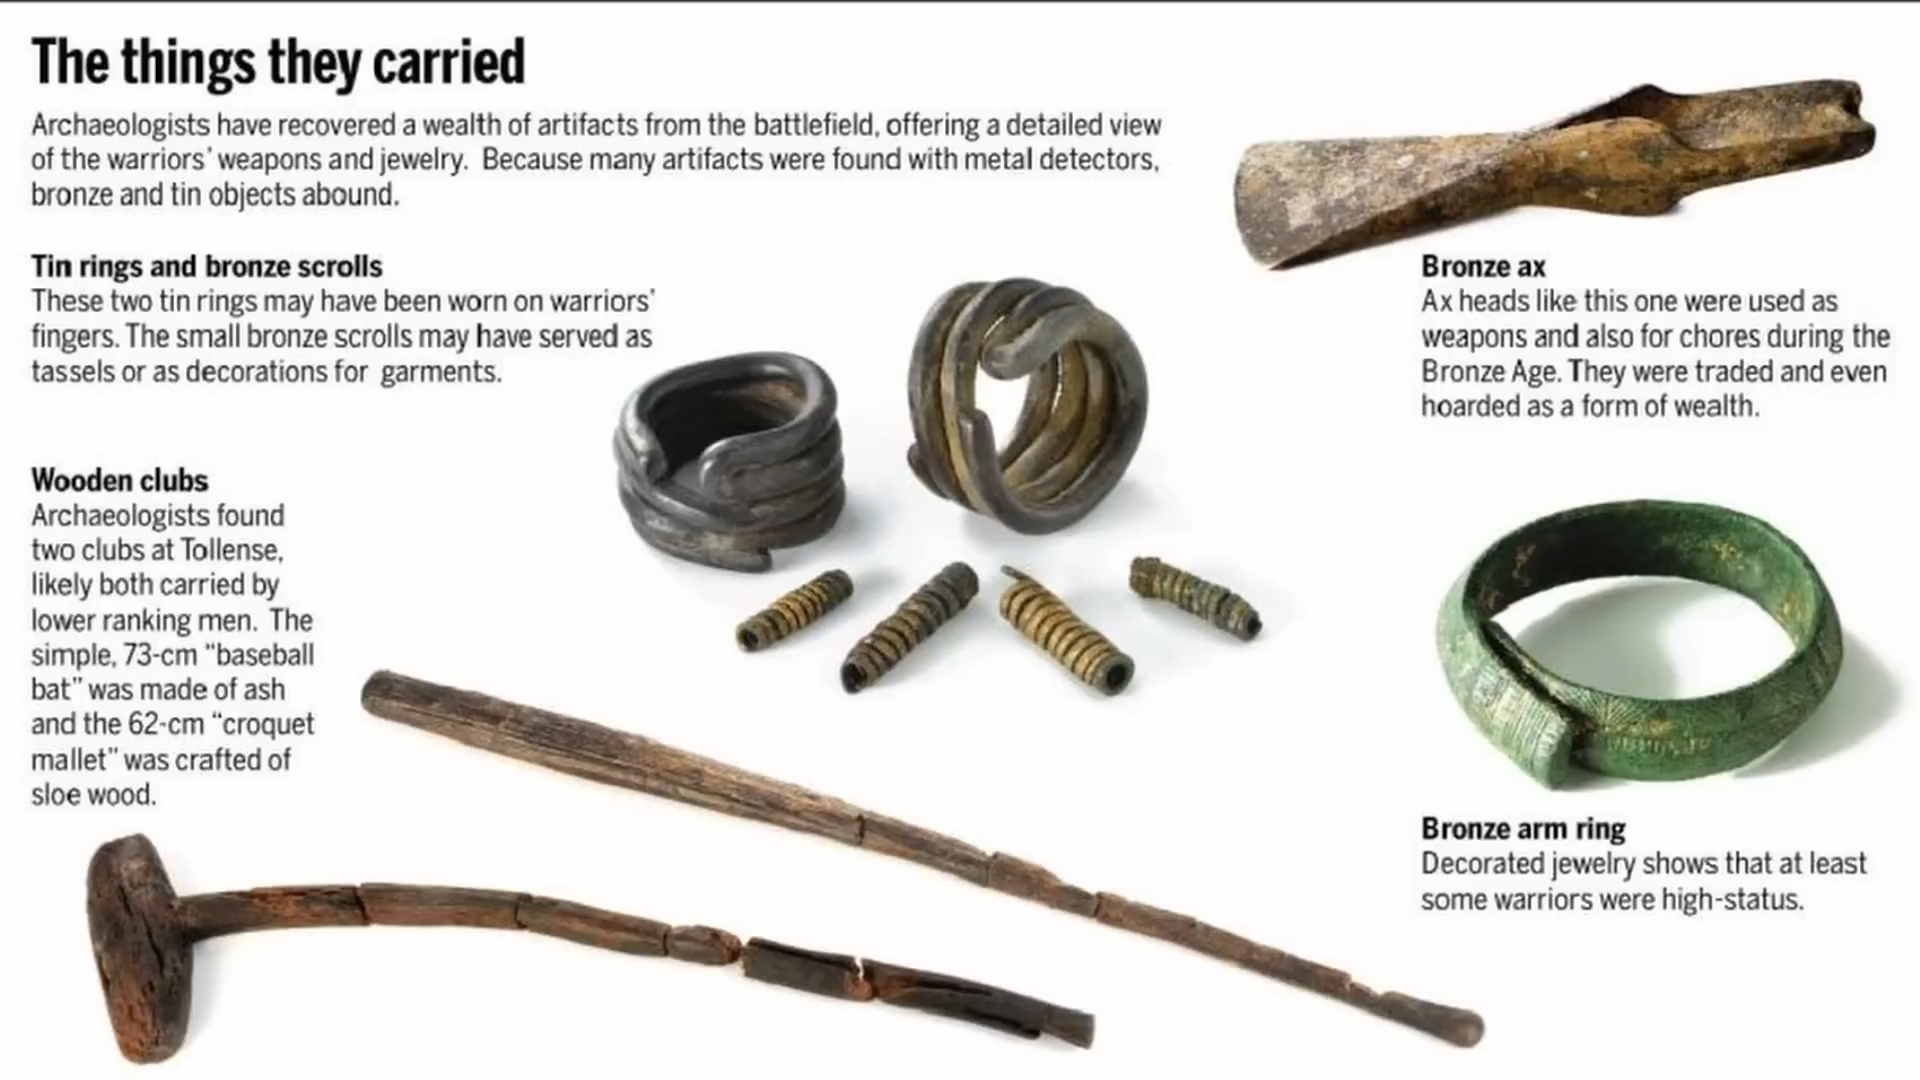 The things they carried
Archaeologists have recovered a wealth of artifacts from the battlefield, offering a detailed view
of the warriors' weapons and jewelry. Because many artifacts were found with metal detectors,
bronze and tin objects abound.
Tin rings and bronze scrolls
These two tin rings may have been worn on warriors'
fingers. The small bronze scrolls may have served as
tassels or as decorations for garments.
Wooden clubs
Archaeologists found
two clubs at Tollense,
likely both carried by
lower ranking men. The
simple, 73-cm “baseball
bat” was made of ash
and the 62-cm “croquet
mallet” was crafted of
sloe wood.
Bronze ax
Ax heads like this one were used as
weapons and also for chores during the
Bronze Age. They were traded and even
hoarded as a form of wealth.
Bronze arm ring
Decorated jewelry shows that at least
some warriors were high-status.